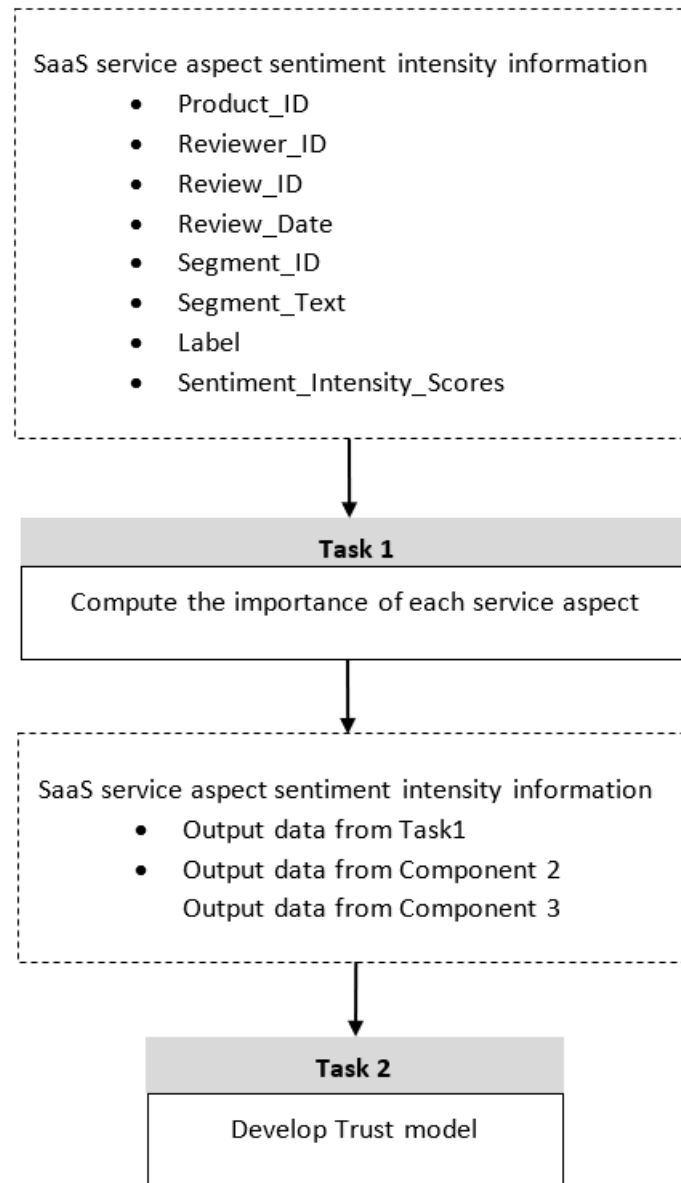 SaaS service aspect sentiment intensity information
• Product_ID
• Reviewer_ID
• Review_ID
• Review_Date
• Segment_ID
• Segment_Text
• Label
• Sentiment_Intensity_Scores
Task 1
Compute the importance of each service aspect
SaaS service aspect sentiment intensity information
• Output data from Task1
• Output data from Component 2
Output data from Component 3
Task 2
Develop Trust model